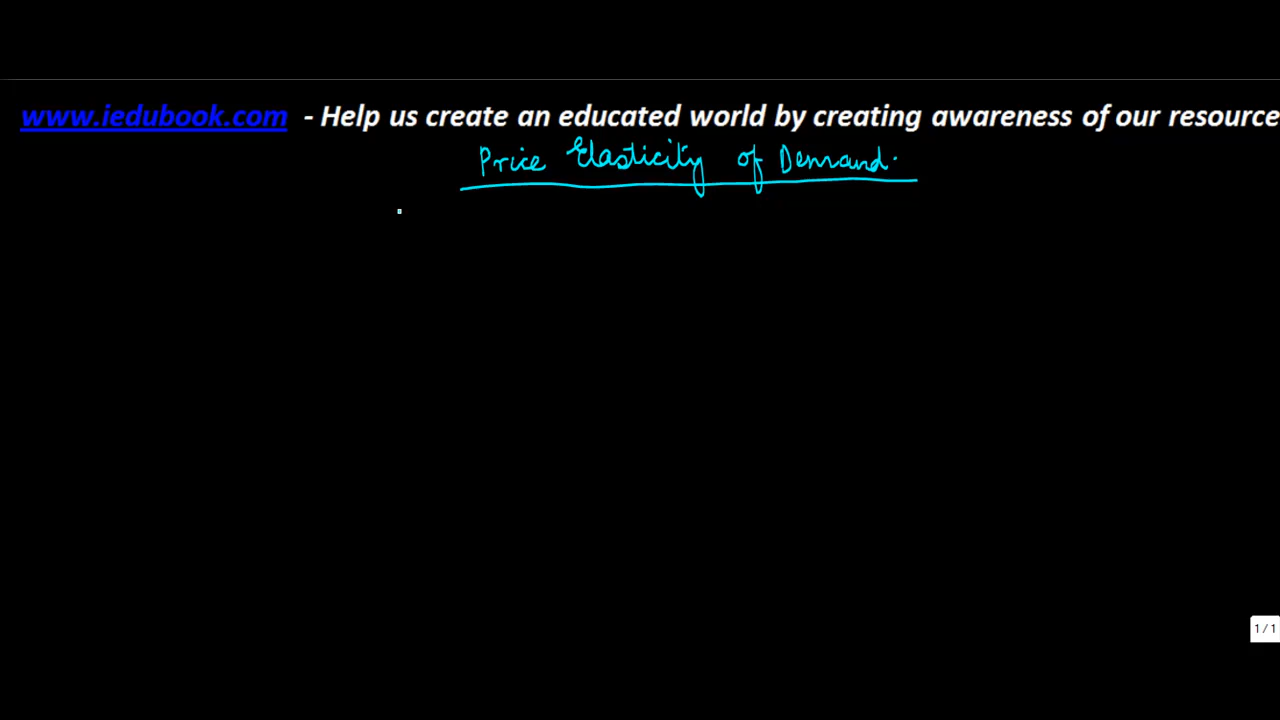 www.iedubook.com - Help us create an educated world by creating awareness of our resource
Price Elasticity of Demand.
1 / 1